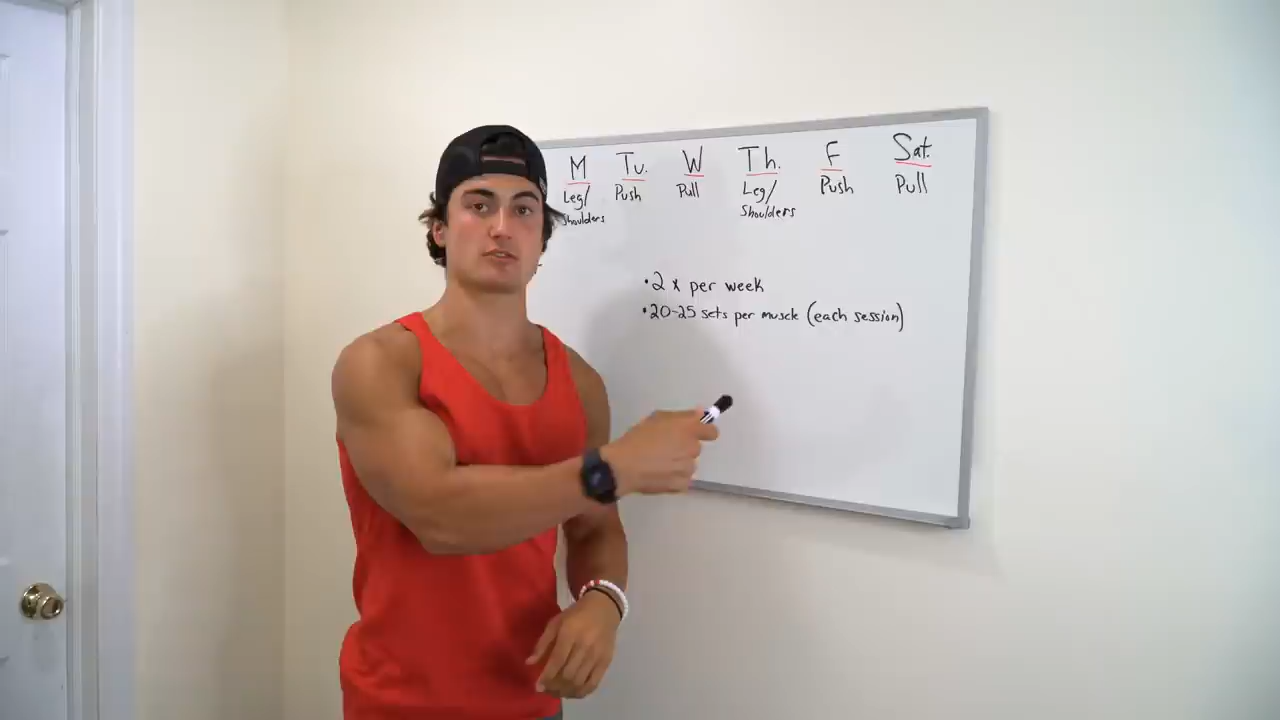 M Tu. W Th. F Sat.
Leg/ Push Pull Leg/ Push Pull
Shoulders Shoulders
• 2 x per week
• 20-25 sets per muscle (each session)